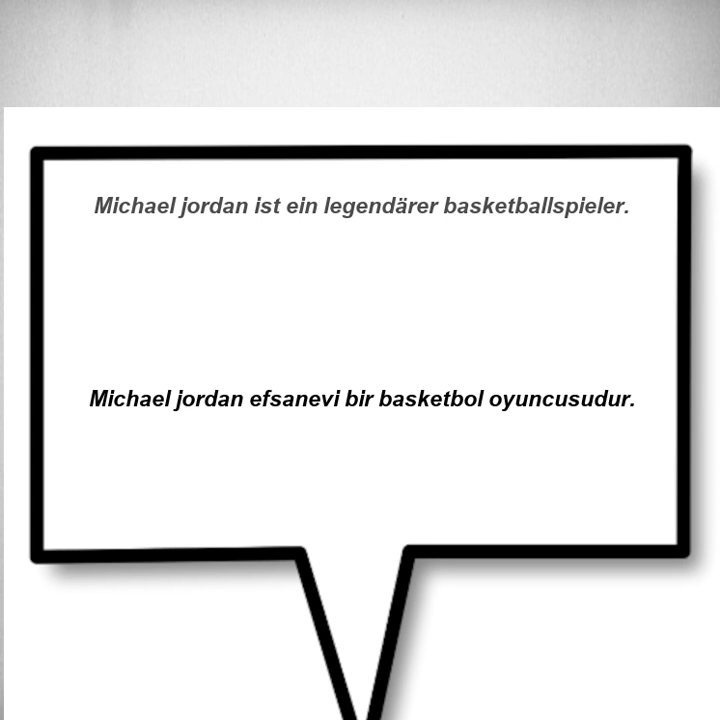 Michael jordan ist ein legendärer basketballspieler.
Michael jordan efsanevi bir basketbol oyuncusudur.